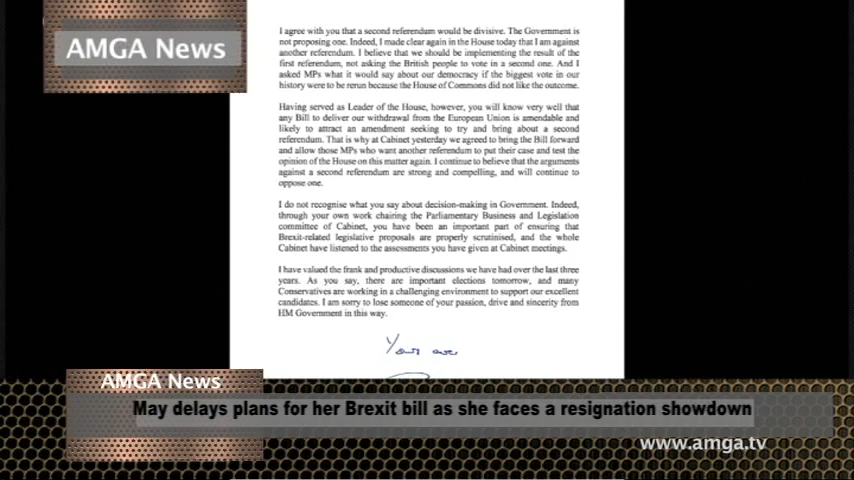 AMGA News
I agree with you that a second referendum would be divisive. The Government is
not proposing one. Indeed, I made clear again in the House today that I am against
another referendum. I believe that we should be implementing the result of the
first referendum, not asking the British people to vote in a second one. And I
asked MPs what it would say about our democracy if the biggest vote in our
history were to be rerun because the House of Commons did not like the outcome.
Having served as Leader of the House, however, you will know very well that
any Bill to deliver our withdrawal from the European Union is amendable and
likely to attract an amendment seeking to try and bring about a second
referendum. That is why at Cabinet yesterday we agreed to bring the Bill forward
and allow those MPs who want another referendum to put their case and test the
opinion of the House on this matter again. I continue to believe that the arguments
against a second referendum are strong and compelling, and will continue to
oppose one.
I do not recognise what you say about decision-making in Government. Indeed,
through your own work chairing the Parliamentary Business and Legislation
committee of Cabinet, you have been an important part of ensuring that
Brexit-related legislative proposals are properly scrutinised, and the whole
Cabinet have listened to the assessments you have given at Cabinet meetings.
I have valued the frank and productive discussions we have had over the last three
years. As you say, there are important elections tomorrow, and many
Conservatives are working in a challenging environment to support our excellent
candidates. I am sorry to lose someone of your passion, drive and sincerity from
HM Government in this way.
AMGA News
May delays plans for her Brexit bill as she faces a resignation showdown
www.amga.tv